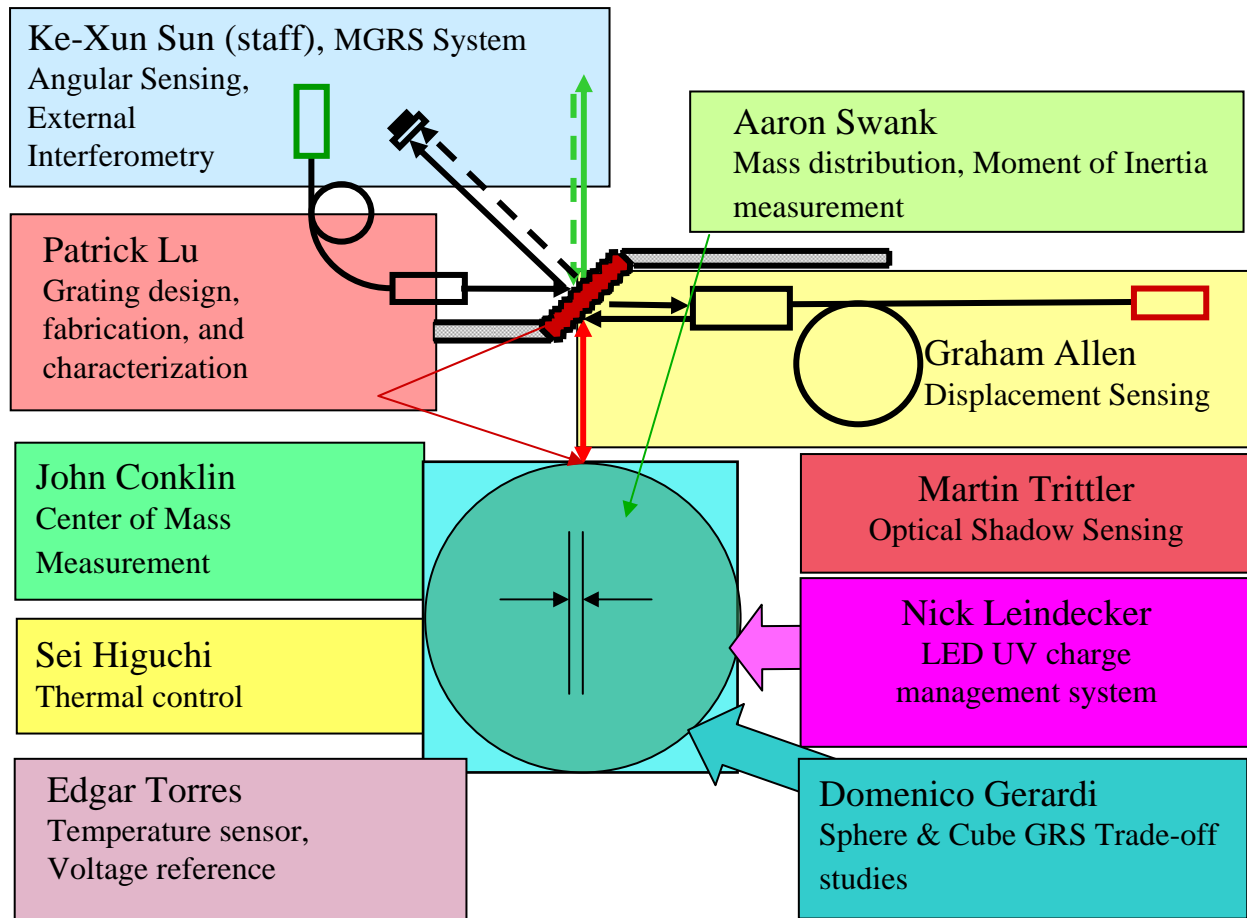 Ke-Xun Sun (staff), MGRS System
Angular Sensing,
External
Interferometry
Aaron Swank
Mass distribution, Moment of Inertia
measurement
Patrick Lu
Grating design,
fabrication, and
characterization
Graham Allen
Displacement Sensing
John Conklin
Center of Mass
Measurement
Martin Trittler
Optical Shadow Sensing
Sei Higuchi
Thermal control
Nick Leindecker
LED UV charge
management system
Edgar Torres
Temperature sensor,
Voltage reference
Domenico Gerardi
Sphere & Cube GRS Trade-off
studies